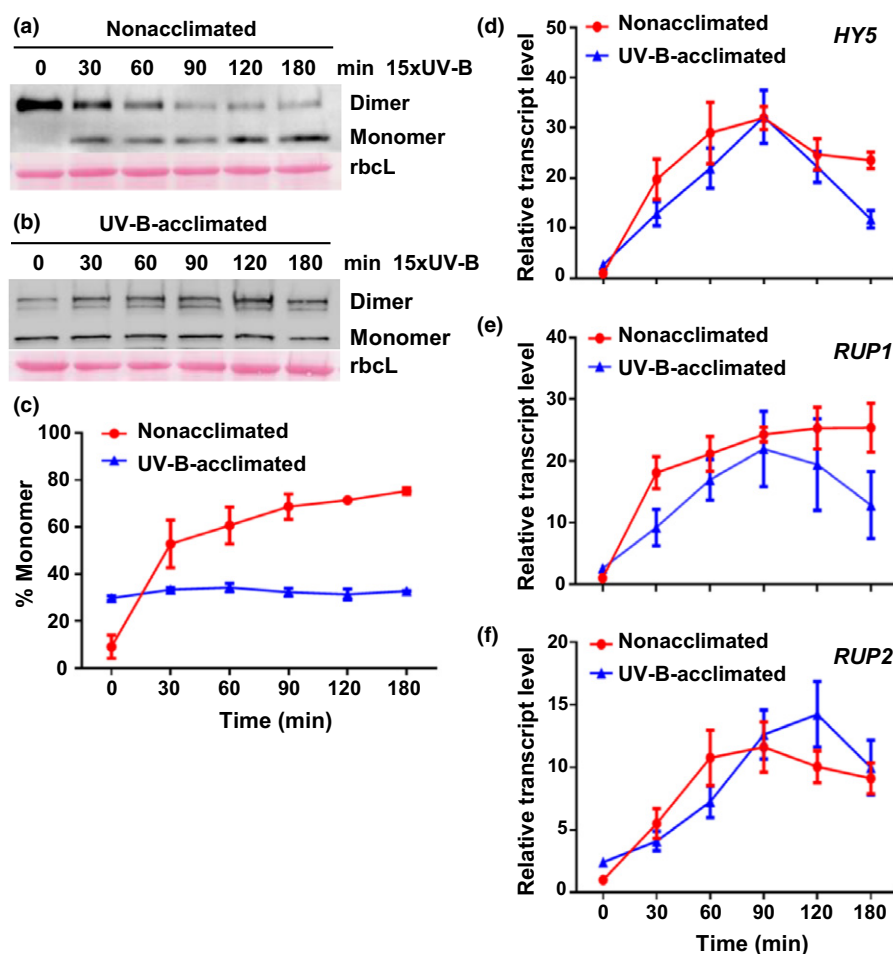 (a)
Nonacclimated
0 30 60 90 120 180 min 15xUV-B
Dimer
Monomer
rbcL
(b)
UV-B-acclimated
0 30 60 90 120 180 min 15xUV-B
Dimer
Monomer
rbcL
(c)
Nonacclimated
UV-B-acclimated
% Monomer
100
80
60
40
20
0
0 30 60 90 120 180
Time (min)
(d)
Nonacclimated
UV-B-acclimated
HY5
Relative transcript level
50
40
30
20
10
0
(e)
Nonacclimated
UV-B-acclimated
RUP1
Relative transcript level
40
30
20
10
0
(f)
Nonacclimated
UV-B-acclimated
RUP2
Relative transcript level
20
15
10
5
0
0 30 60 90 120 180
Time (min)